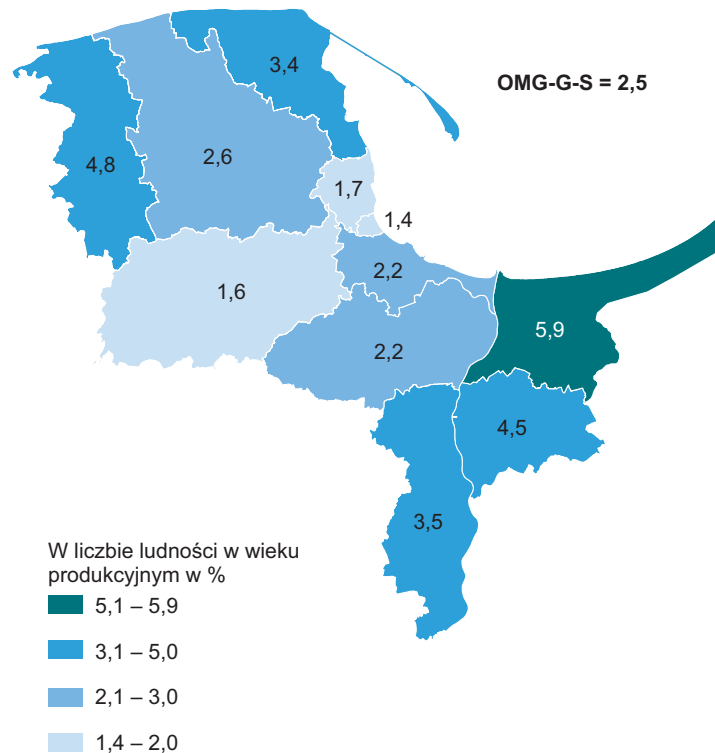 3,4
OMG-G-S = 2,5
4,8
2,6
1,7
1,4
2,2
1,6
5,9
2,2
4,5
3,5
W liczbie ludności w wieku
produkcyjnym w %
5,1 – 5,9
3,1 – 5,0
2,1 – 3,0
1,4 – 2,0